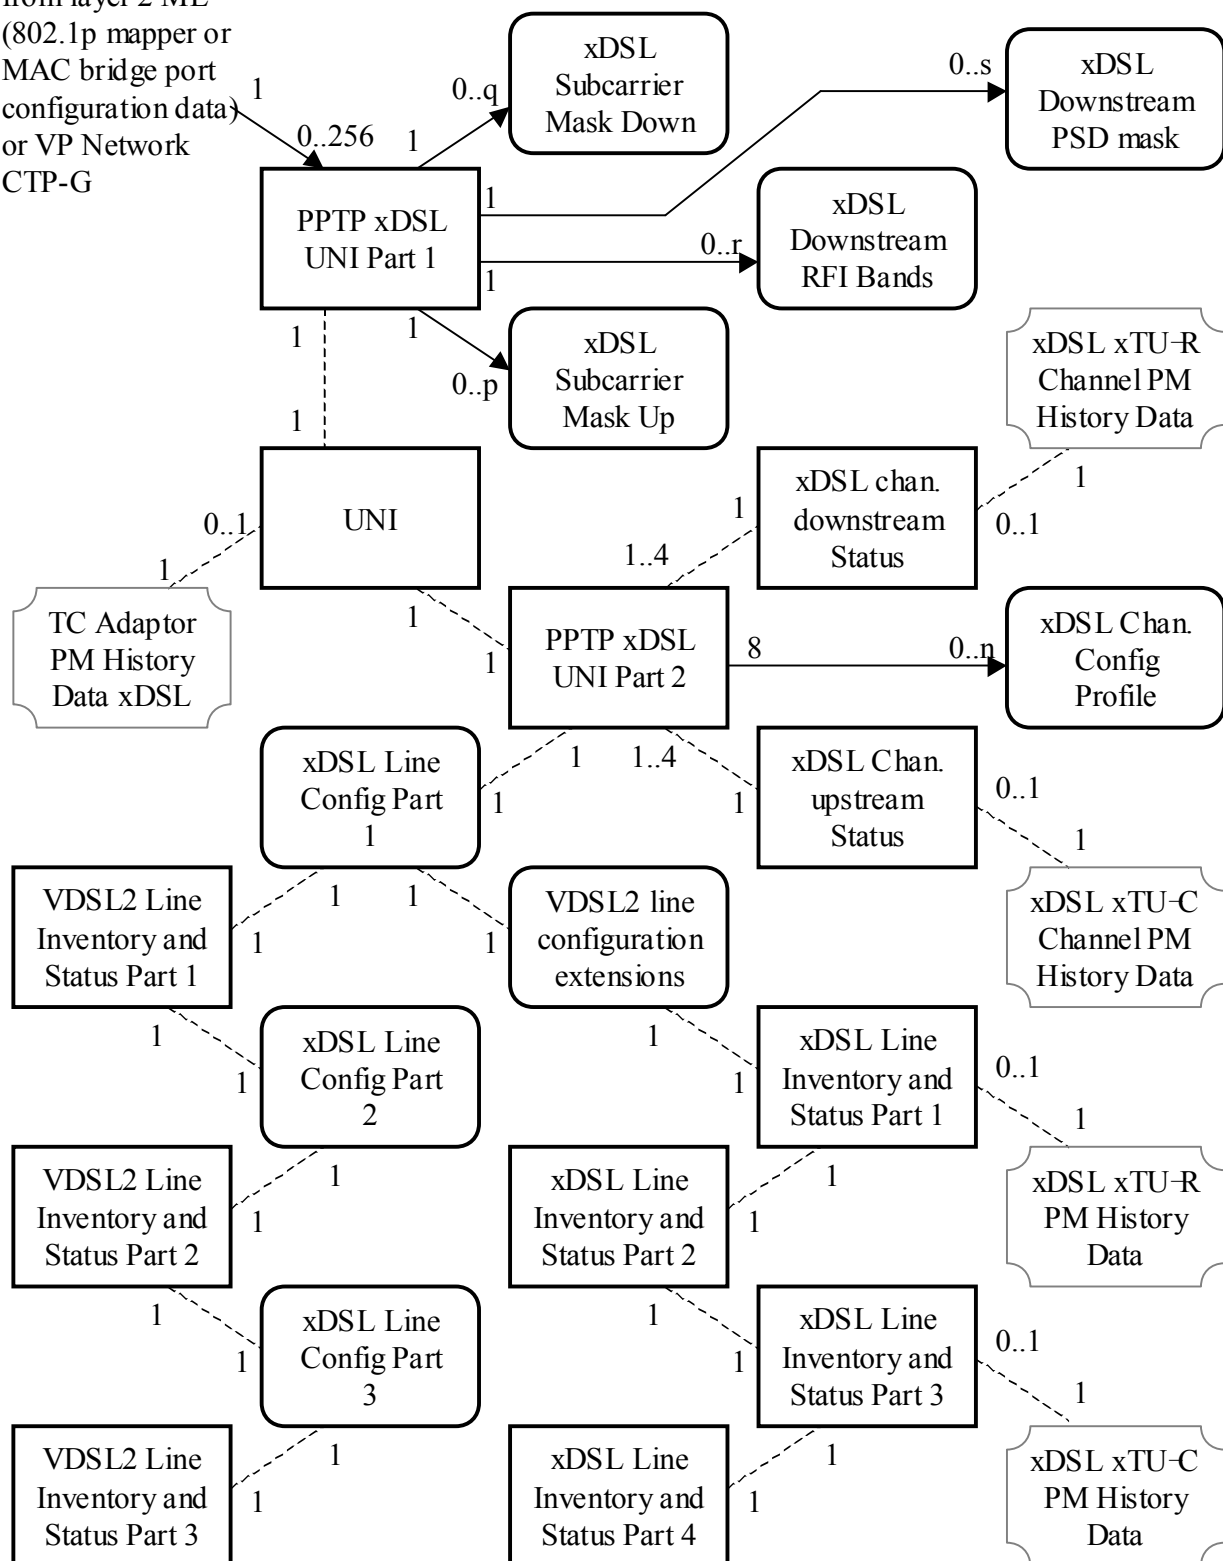 (802.1p mapper or
MAC bridge port
configuration data)
or VP Network
CTP-G
1
0..256
xDSL
Subcarrier
Mask Down
0..q
1
xDSL
Downstream
PSD mask
0..s
1
PPTP xDSL
UNI Part 1
xDSL
Downstream
RFI Bands
0..r
1
1
0..p
xDSL
Subcarrier
Mask Up
1
1
xDSL xTU-R
Channel PM
History Data
1
0..1
UNI
0..1
1
xDSL chan.
downstream
Status
1
1..4
TC Adaptor
PM History
Data xDSL
1
1
PPTP xDSL
UNI Part 2
8
0..n
xDSL Chan.
Config
Profile
xDSL Line
Config Part
1
1
1
1..4
1
xDSL Chan.
upstream
Status
0..1
1
VDSL2 Line
Inventory and
Status Part 1
1
1
1
1
VDSL2 line
configuration
extensions
xDSL xTU-C
Channel PM
History Data
1
1
xDSL Line
Config Part
2
1
1
xDSL Line
Inventory and
Status Part 1
0..1
1
VDSL2 Line
Inventory and
Status Part 2
1
1
xDSL Line
Inventory and
Status Part 2
1
1
xDSL xTU-R
PM History
Data
1
1
xDSL Line
Config Part
3
1
1
xDSL Line
Inventory and
Status Part 3
0..1
1
VDSL2 Line
Inventory and
Status Part 3
1
1
xDSL Line
Inventory and
Status Part 4
1
1
xDSL xTU-C
PM History
Data